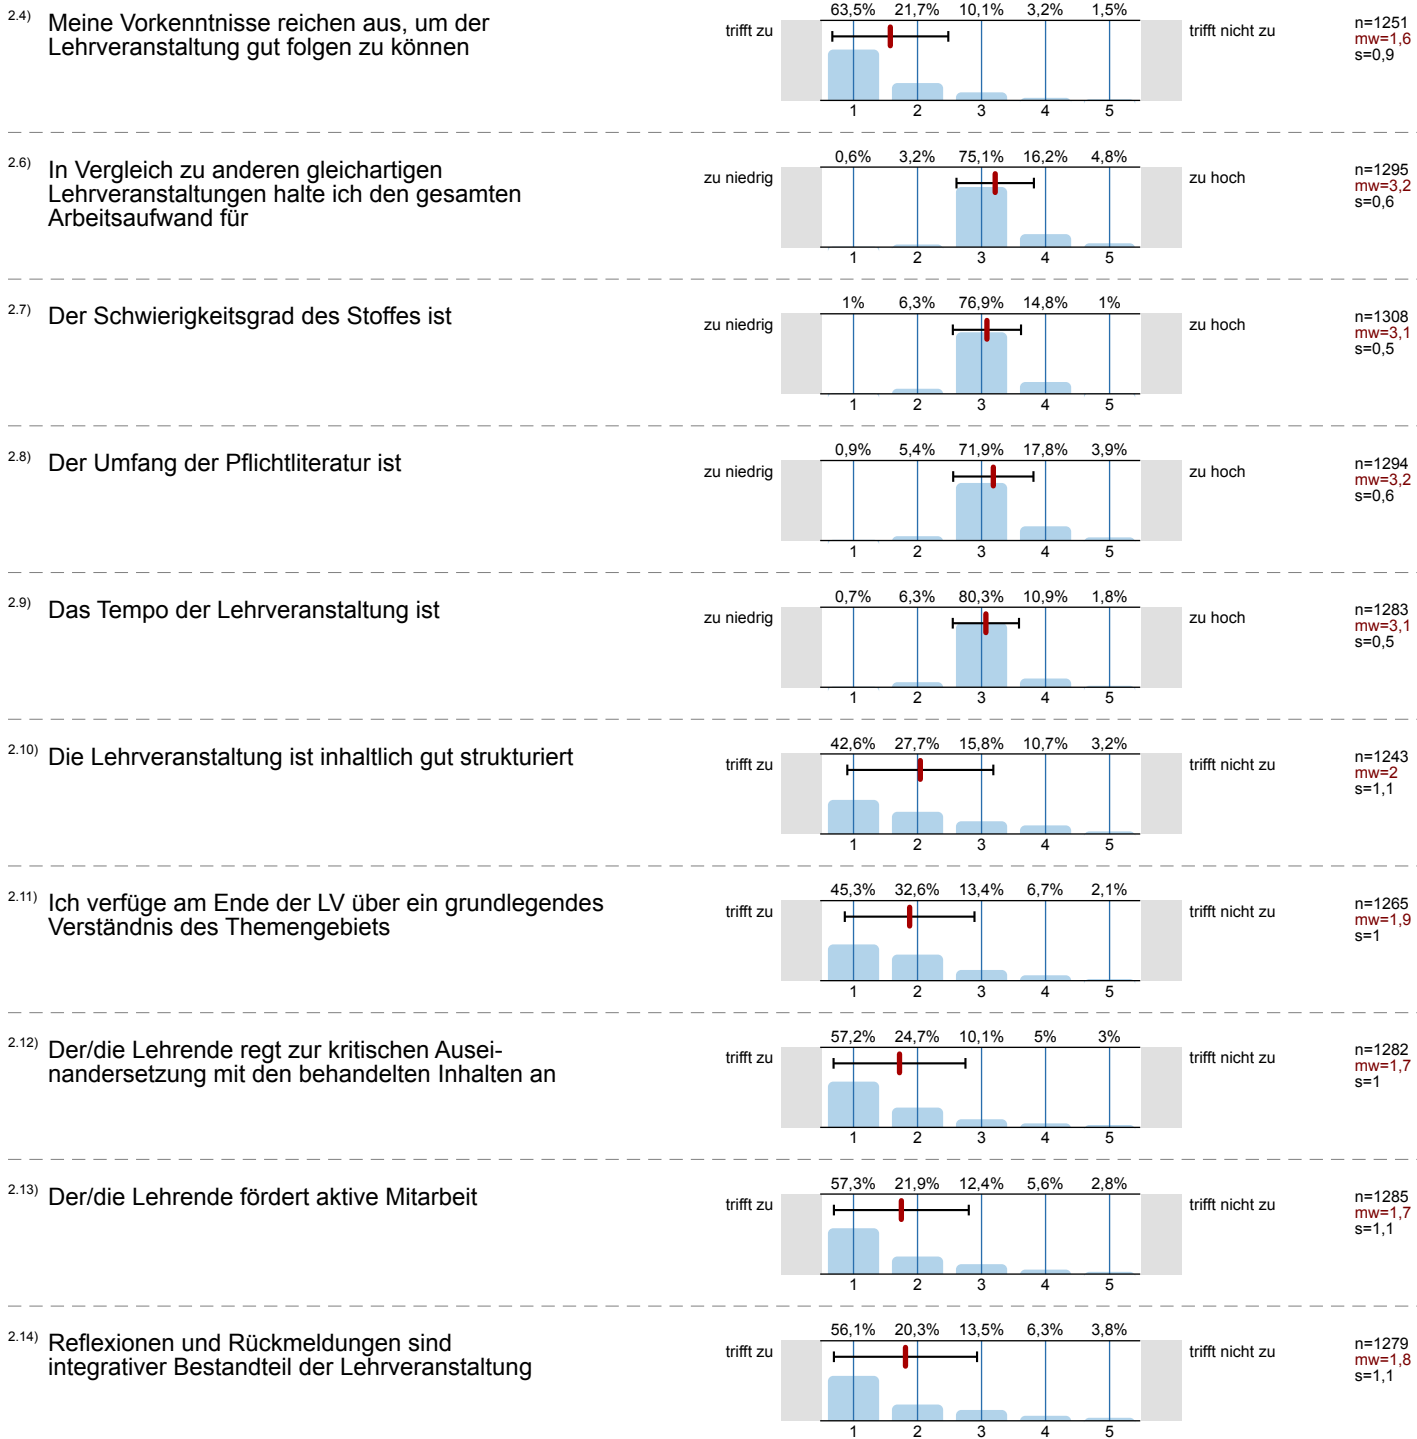 2.4) Meine Vorkenntnisse reichen aus, um der
Lehrveranstaltung gut folgen zu können
63,5% 21,7% 10,1% 3,2% 1,5%
trifft zu trifft nicht zu
1 2 3 4 5
n=1251
mw=1,6
s=0,9
2.6) In Vergleich zu anderen gleichartigen
Lehrveranstaltungen halte ich den gesamten
Arbeitsaufwand für
0,6% 3,2% 75,1% 16,2% 4,8%
zu niedrig zu hoch
1 2 3 4 5
n=1295
mw=3,2
s=0,6
2.7) Der Schwierigkeitsgrad des Stoffes ist
1% 6,3% 76,9% 14,8% 1%
zu niedrig zu hoch
1 2 3 4 5
n=1308
mw=3,1
s=0,5
2.8) Der Umfang der Pflichtliteratur ist
0,9% 5,4% 71,9% 17,8% 3,9%
zu niedrig zu hoch
1 2 3 4 5
n=1294
mw=3,2
s=0,6
2.9) Das Tempo der Lehrveranstaltung ist
0,7% 6,3% 80,3% 10,9% 1,8%
zu niedrig zu hoch
1 2 3 4 5
n=1283
mw=3,1
s=0,5
2.10) Die Lehrveranstaltung ist inhaltlich gut strukturiert
42,6% 27,7% 15,8% 10,7% 3,2%
trifft zu trifft nicht zu
1 2 3 4 5
n=1243
mw=2
s=1,1
2.11) Ich verfüge am Ende der LV über ein grundlegendes
Verständnis des Themengebiets
45,3% 32,6% 13,4% 6,7% 2,1%
trifft zu trifft nicht zu
1 2 3 4 5
n=1265
mw=1,9
s=1
2.12) Der/die Lehrende regt zur kritischen Ausei-
nandersetzung mit den behandelten Inhalten an
57,2% 24,7% 10,1% 5% 3%
trifft zu trifft nicht zu
1 2 3 4 5
n=1282
mw=1,7
s=1
2.13) Der/die Lehrende fördert aktive Mitarbeit
57,3% 21,9% 12,4% 5,6% 2,8%
trifft zu trifft nicht zu
1 2 3 4 5
n=1285
mw=1,7
s=1,1
2.14) Reflexionen und Rückmeldungen sind
integrativer Bestandteil der Lehrveranstaltung
56,1% 20,3% 13,5% 6,3% 3,8%
trifft zu trifft nicht zu
1 2 3 4 5
n=1279
mw=1,8
s=1,1